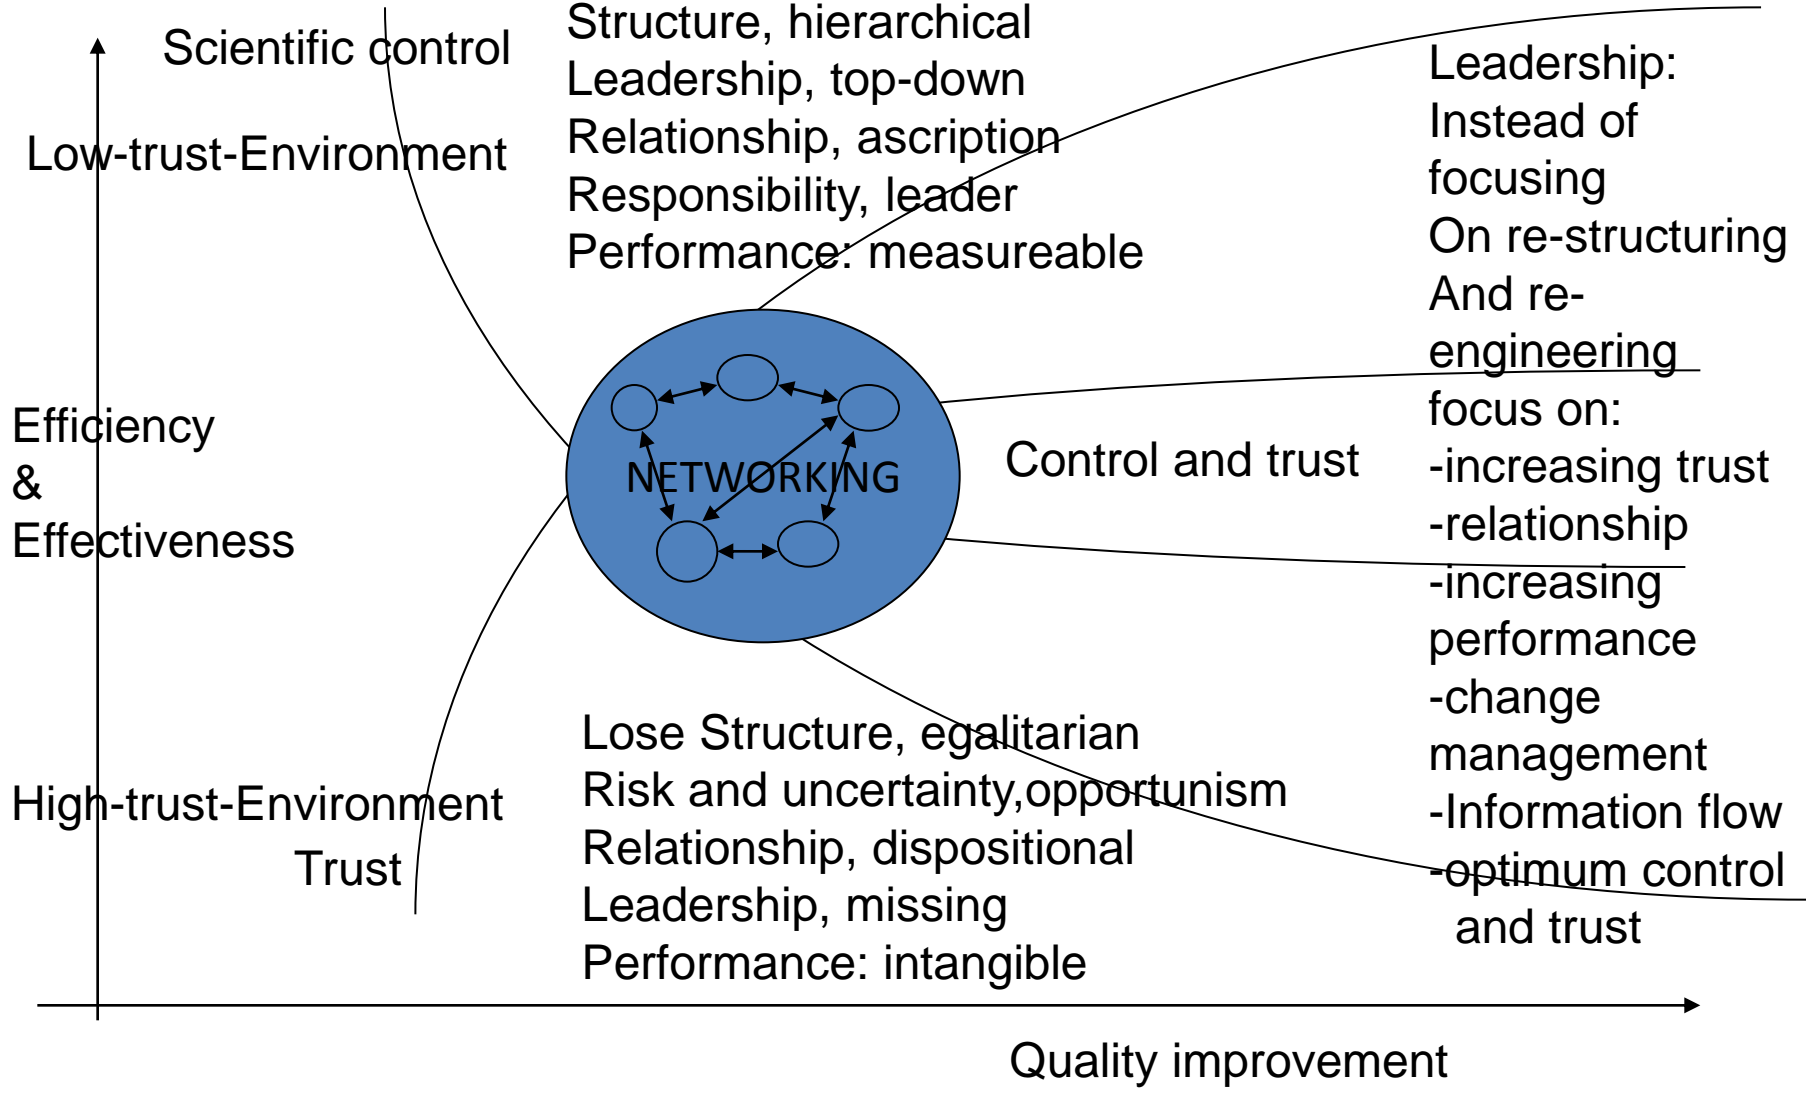 Scientific control
Low-trust-Environment
Structure, hierarchical
Leadership, top-down
Relationship, ascription
Responsibility, leader
Performance: measureable
Efficiency
&
Effectiveness
NETWORKING
Control and trust
High-trust-Environment
Trust
Lose Structure, egalitarian
Risk and uncertainty,opportunism
Relationship, dispositional
Leadership, missing
Performance: intangible
Leadership:
Instead of
focusing
On re-structuring
And re-
engineering
focus on:
-increasing trust
-relationship
-increasing
performance
-change
management
-Information flow
-optimum control
and trust
Quality improvement